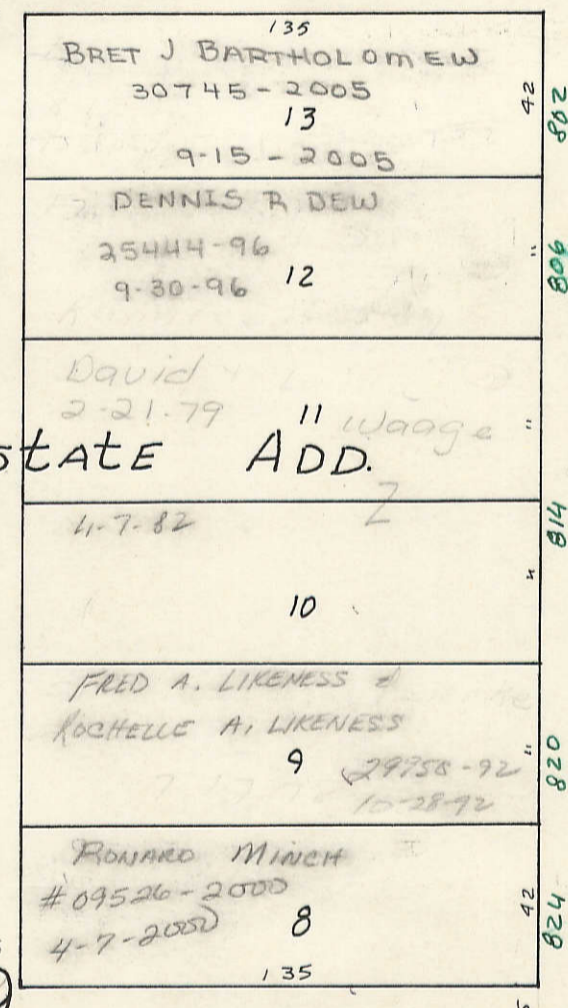 135
BRET J BARTHOLOMEW
30745-2005
13
9-15-2005
42
802
DENNIS R DEW
25444-96
9-30-96 12
"
806
David
2-21-79
11 Waage
"
STATE ADD.
4-7-82 Z
814
"
10
FRED A. LIKENESS &
ROCHELLE A. LIKENESS
9 29958-92
10-28-92
"
820
RONARD MINCH
#09526-2000
4-7-2000 8
42
824
135